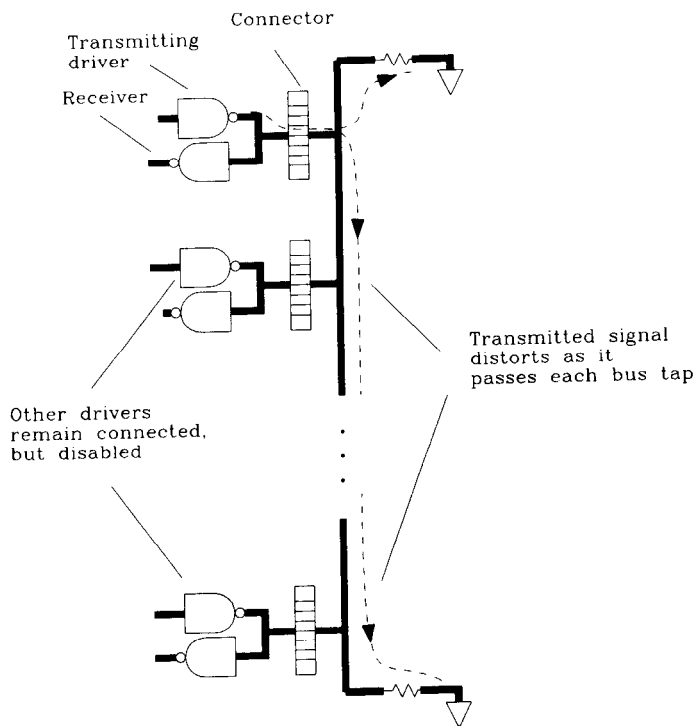 Connector
Transmitting
driver
Receiver
Transmitted signal
distorts as it
passes each bus tap
Other drivers
remain connected,
but disabled